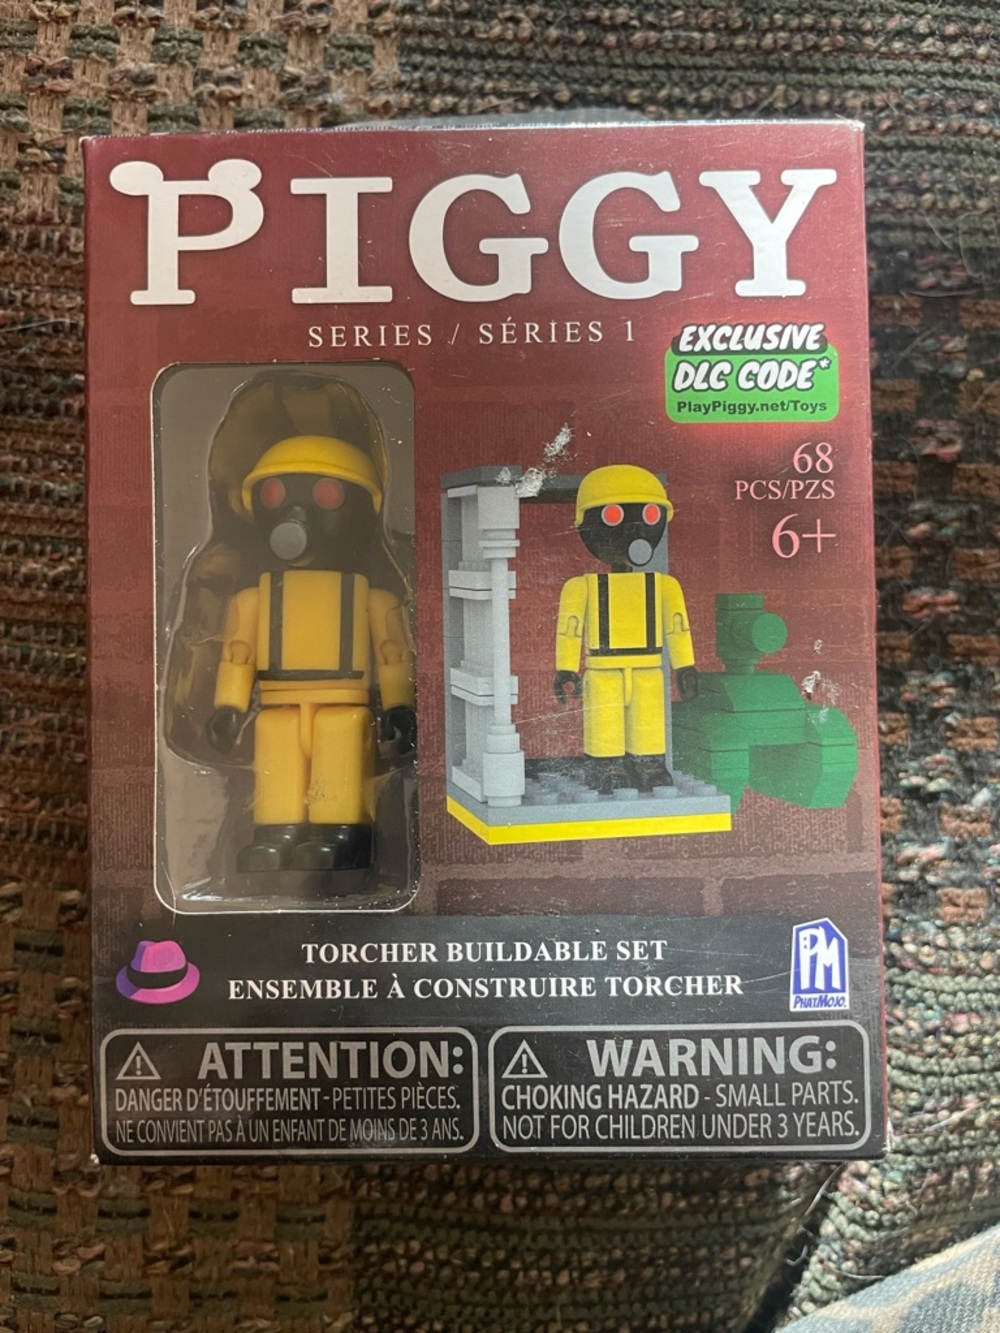 PIGGY
SERIES / SÉRIES 1
EXCLUSIVE
DLC CODE*
PlayPiggy.net/Toys
68
PCS/PZS
6+
TORCHER BUILDABLE SET
ENSEMBLE À CONSTRUIRE TORCHER
PM
PHATMOJO.
ATTENTION:
DANGER D'ÉTOUFFEMENT - PETITES PIÈCES.
NE CONVIENT PAS À UN ENFANT DE MOINS DE 3 ANS.
WARNING:
CHOKING HAZARD - SMALL PARTS.
NOT FOR CHILDREN UNDER 3 YEARS.